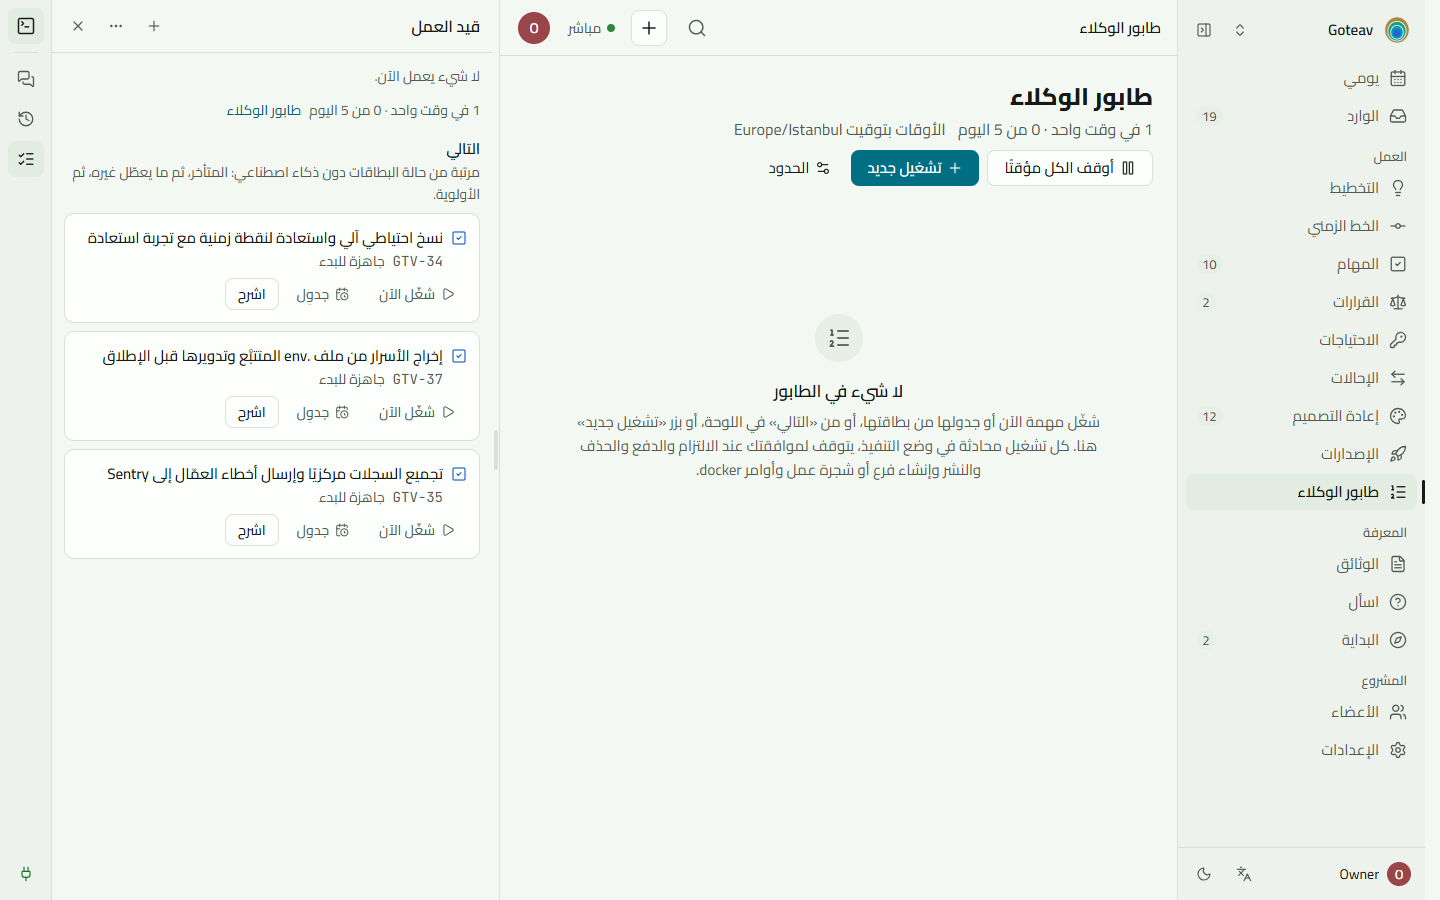 Goteav
يومي
الوارد 19
العمل
التخطيط
الخط الزمني
المهام 10
القرارات 2
الاحتياجات
الإحالات
إعادة التصميم 12
الإصدارات
طابور الوكلاء
المعرفة
الوثائق
اسأل
البداية 2
المشروع
الأعضاء
الإعدادات
O Owner
طابور الوكلاء
مباشر
O
طابور الوكلاء
1 في وقت واحد · 0 من 5 اليوم الأوقات بتوقيت Europe/Istanbul
أوقف الكل مؤقتًا
تشغيل جديد
الحدود
لا شيء في الطابور
شغّل مهمة الآن أو جدولها من بطاقتها، أو من «التالي» في اللوحة، أو بزر «تشغيل جديد»
هنا. كل تشغيل محادثة في وضع التنفيذ، يتوقف لموافقتك عند الالتزام والدفع والحذف
والنشر وإنشاء فرع أو شجرة عمل وأوامر docker.
قيد العمل
لا شيء يعمل الآن.
1 في وقت واحد · 0 من 5 اليوم طابور الوكلاء
التالي
مرتبة من حالة البطاقات دون ذكاء اصطناعي: المتأخر، ثم ما يعطّل غيره، ثم
الأولوية.
نسخ احتياطي آلي واستعادة لنقطة زمنية مع تجربة استعادة
GTV-34 جاهزة للبدء
شغّل الآن
جدول
اشرح
إخراج الأسرار من ملف .env المتتبَّع وتدويرها قبل الإطلاق
GTV-37 جاهزة للبدء
شغّل الآن
جدول
اشرح
تجميع السجلات مركزيًا وإرسال أخطاء العمّال إلى Sentry
GTV-35 جاهزة للبدء
شغّل الآن
جدول
اشرح